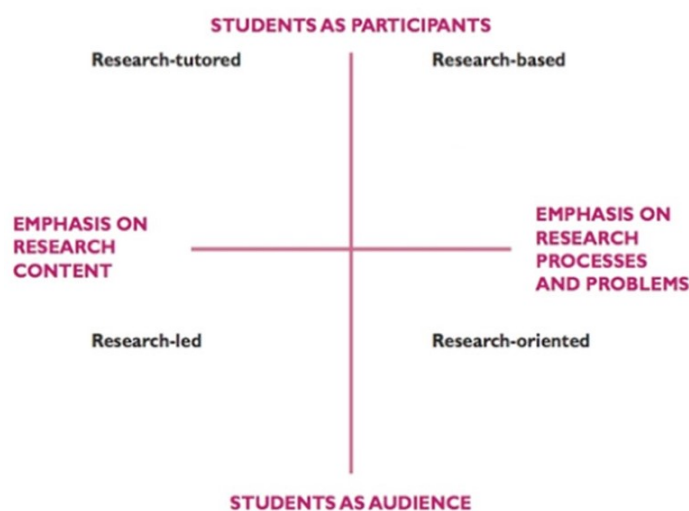 STUDENTS AS PARTICIPANTS
Research-tutored
Research-based
EMPHASIS ON
RESEARCH
CONTENT
EMPHASIS ON
RESEARCH
PROCESSES
AND PROBLEMS
Research-led
Research-oriented
STUDENTS AS AUDIENCE